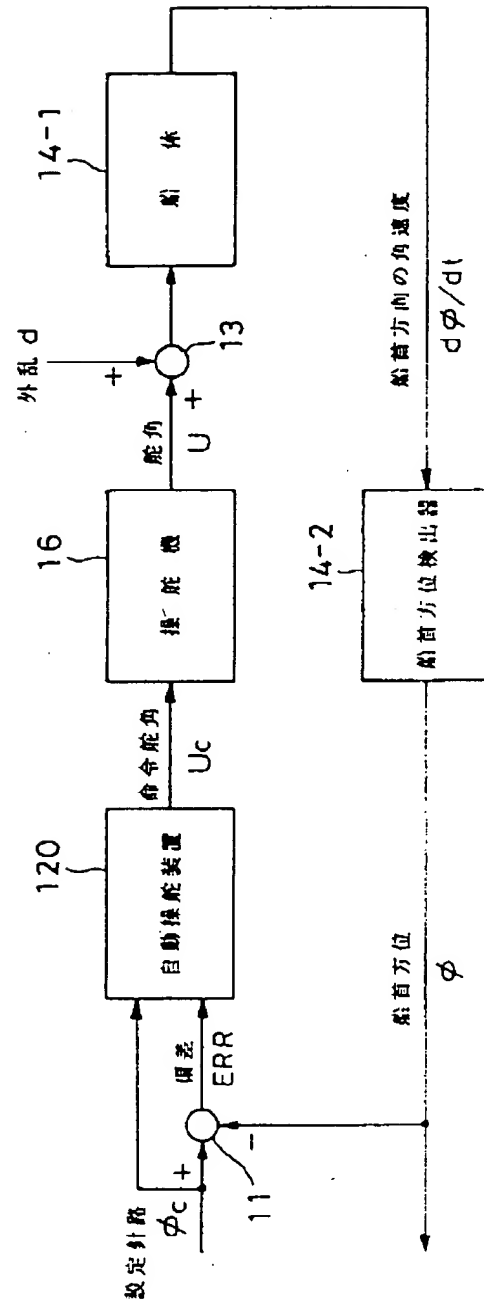 設定針路
φc
+
-
11
偏差
ERR
120
自動操舵装置
命令舵角
Uc
16
操舵機
舵角
U
外乱 d
+
+
13
14-1
船体
船首方向の角速度
dφ/dt
14-2
船首方位検出器
船首方位
φ